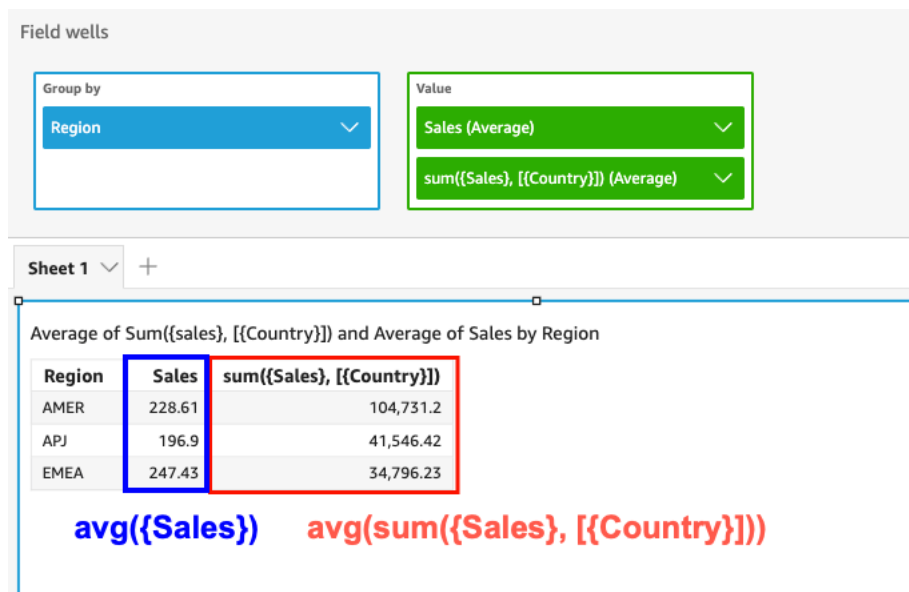 Field wells
Group by
Region
Value
Sales (Average)
sum({Sales}, [{Country}]) (Average)
Sheet 1
Average of Sum({sales}, [{Country}]) and Average of Sales by Region
Region Sales sum({Sales}, [{Country}])
AMER 228.61 104,731.2
APJ 196.9 41,546.42
EMEA 247.43 34,796.23
avg({Sales}) avg(sum({Sales}, [{Country}]))